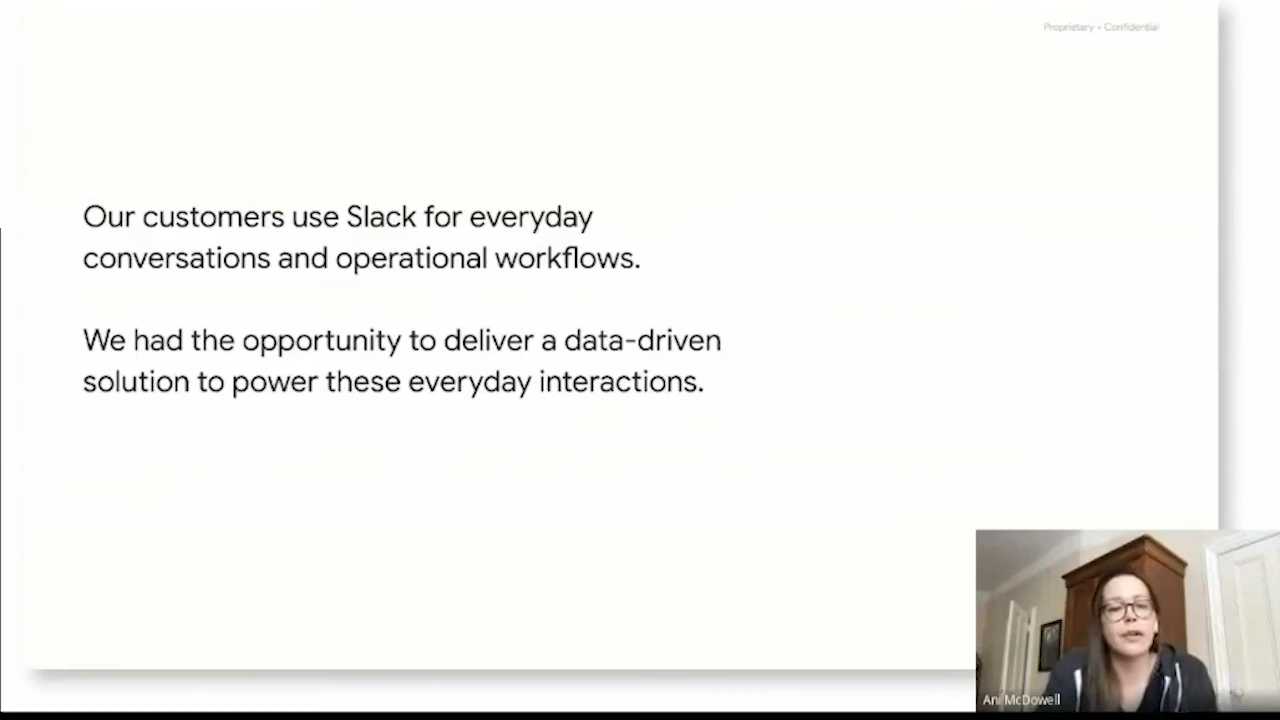 Proprietary + Confidential
Our customers use Slack for everyday
conversations and operational workflows.
We had the opportunity to deliver a data-driven
solution to power these everyday interactions.
Ani McDowell